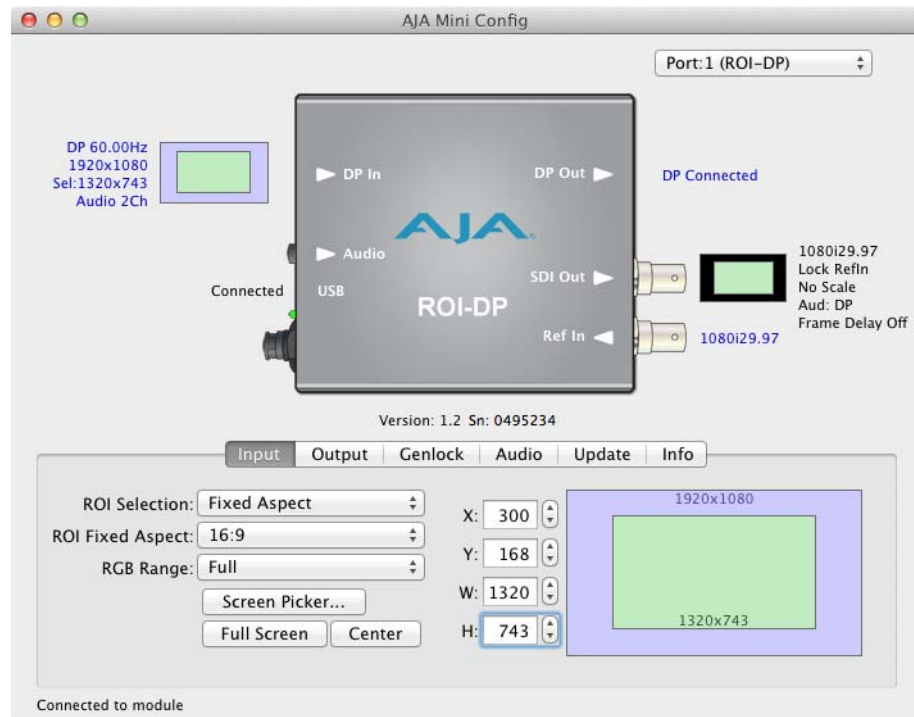 AJA Mini Config
Port:1 (ROI-DP)
DP 60.00Hz
1920x1080
Sel:1320x743
Audio 2Ch
DP In
DP Out
DP Connected
AJA
Audio
Connected
USB
SDI Out
ROI-DP
Ref In
1080i29.97
Lock RefIn
No Scale
Aud: DP
Frame Delay Off
1080i29.97
Version: 1.2 Sn: 0495234
Input Output Genlock Audio Update Info
ROI Selection: Fixed Aspect
ROI Fixed Aspect: 16:9
RGB Range: Full
Screen Picker...
Full Screen Center
X: 300
Y: 168
W: 1320
H: 743
1920x1080
1320x743
Connected to module